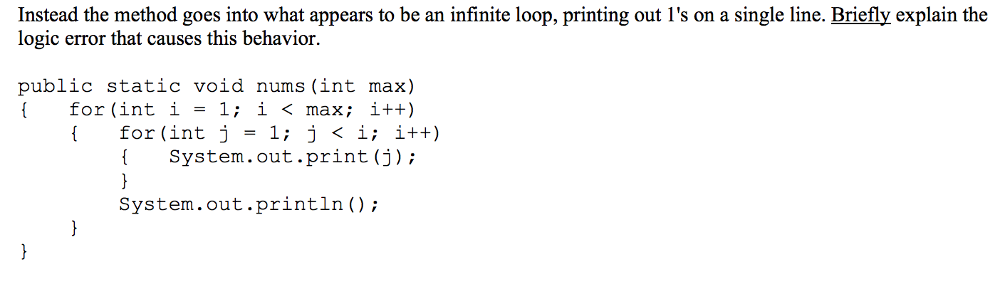 Instead the method goes into what appears to be an infinite loop, printing out 1's on a single line. Briefly explain the
logic error that causes this behavior.
public static void nums(int max)
{    for(int i = 1; i < max; i++)
    {    for(int j = 1; j < i; i++)
        {    System.out.print(j);
        }
        System.out.println();
    }
}